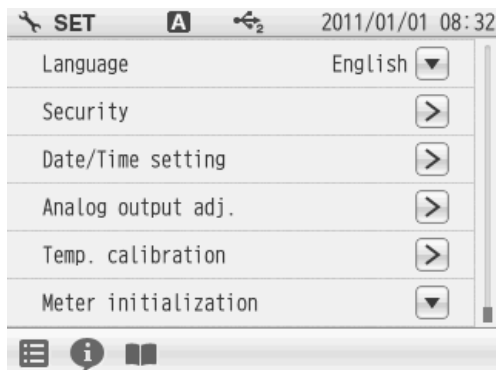 SET A 2 2011/01/01 08:32
Language English
Security
Date/Time setting
Analog output adj.
Temp. calibration
Meter initialization